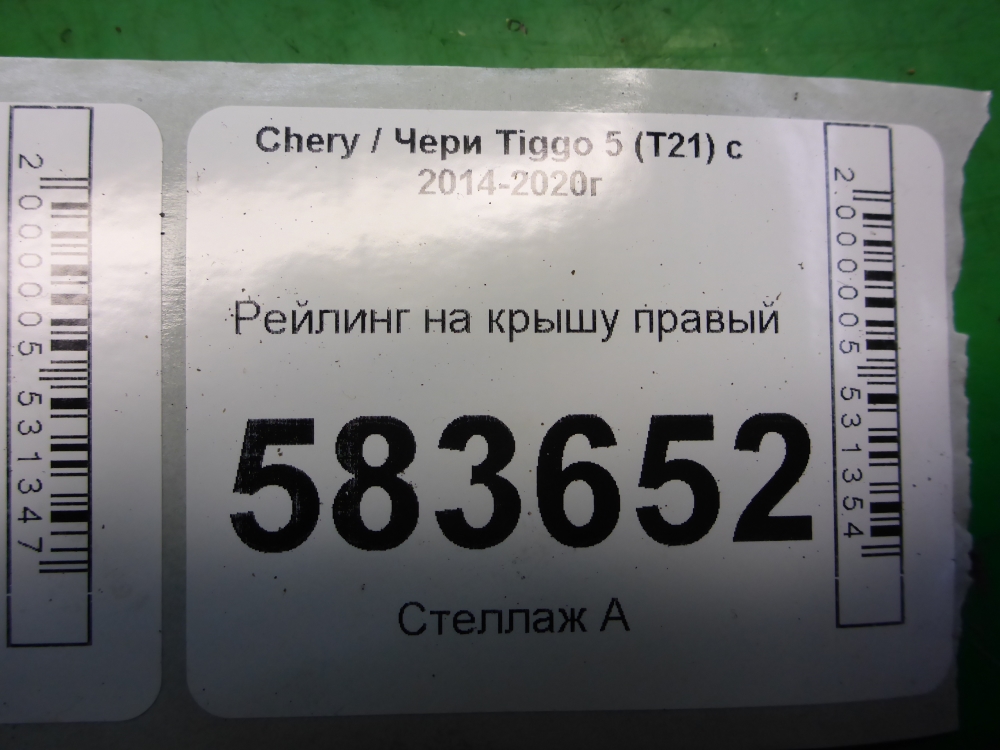 2000005531347
Chery / Чери Tiggo 5 (T21) с
2014-2020г
Рейлинг на крышу правый
583652
Стеллаж А
2000005531354